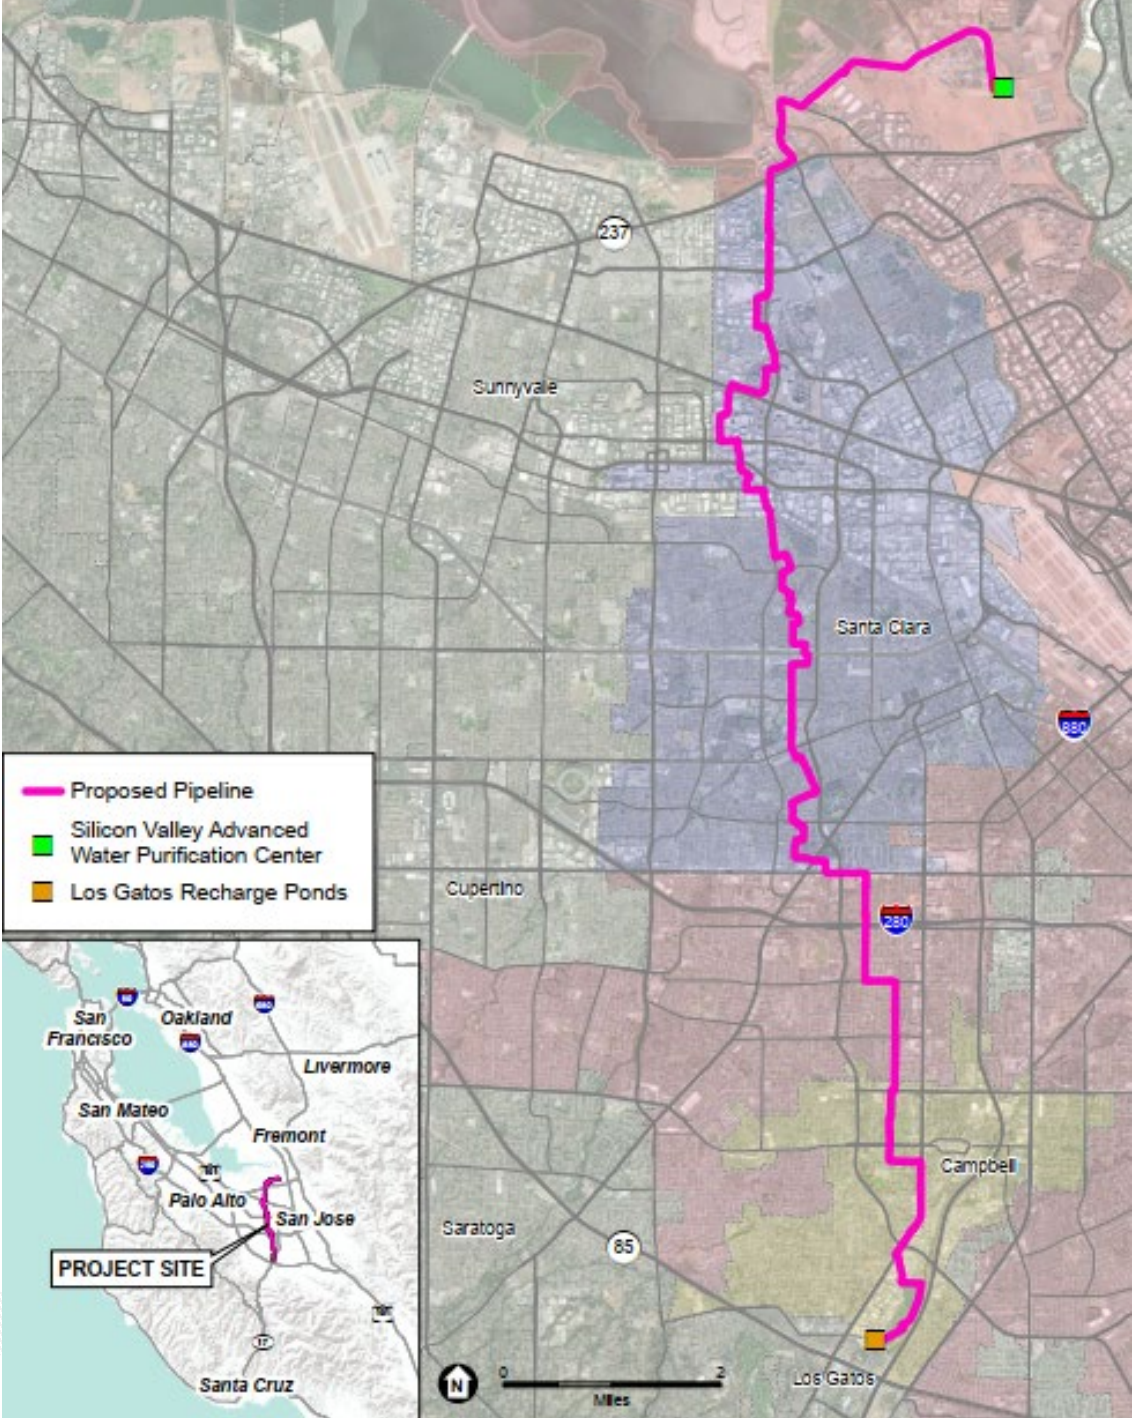 237
Sunnyvale
Santa Clara
880
Proposed Pipeline
Silicon Valley Advanced
Water Purification Center
Los Gatos Recharge Ponds
Cupertino
280
San
Francisco
Oakland
Livermore
San Mateo
Fremont
Palo Alto
San Jose
PROJECT SITE
17
Santa Cruz
Campbell
Saratoga
85
Los Gatos
N
0
2
Miles